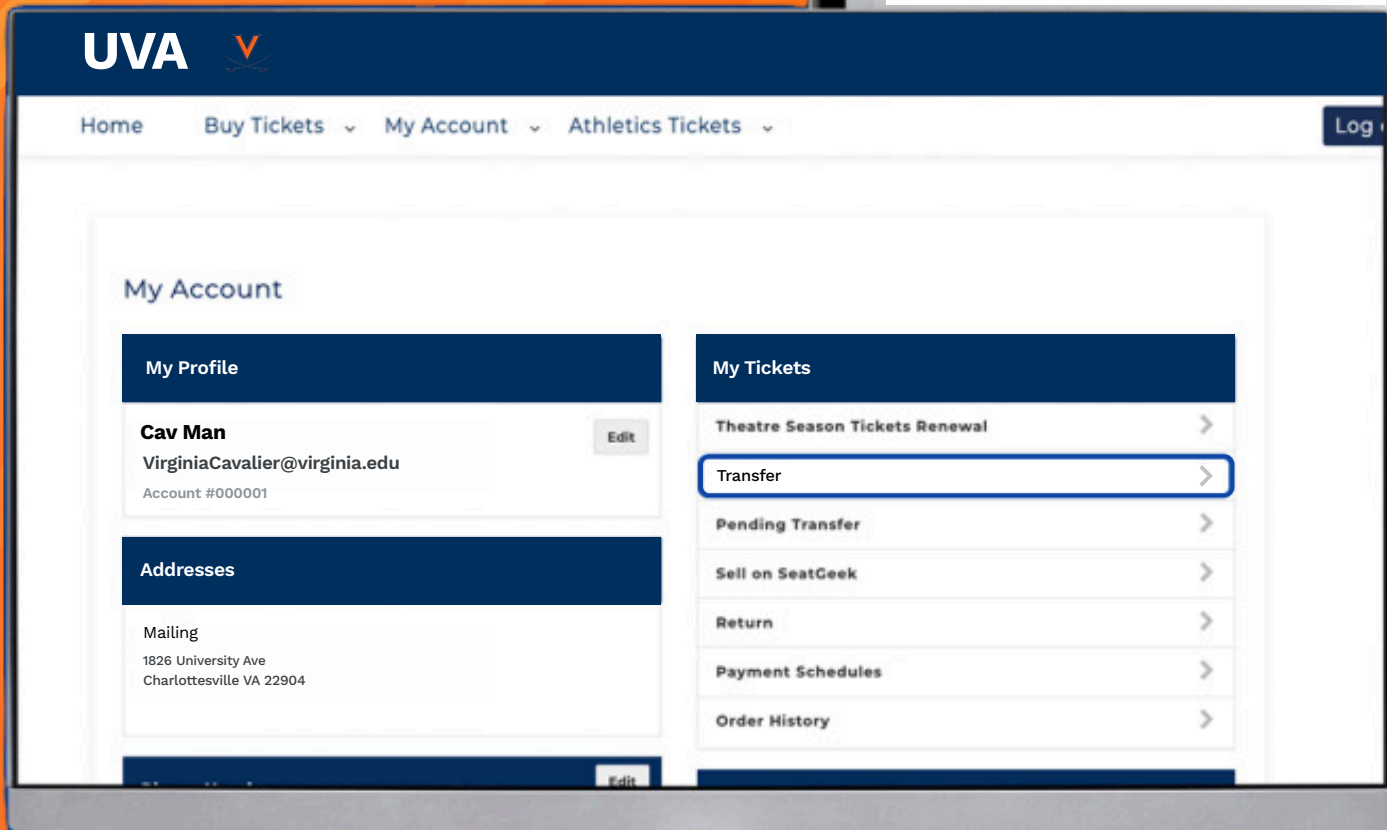 UVA
Home Buy Tickets My Account Athletics Tickets Log
My Account
My Profile
Cav Man
Edit
VirginiaCavalier@virginia.edu
Account #000001
Addresses
Mailing
1826 University Ave
Charlottesville VA 22904
Edit
My Tickets
Theatre Season Tickets Renewal
Transfer
Pending Transfer
Sell on SeatGeek
Return
Payment Schedules
Order History